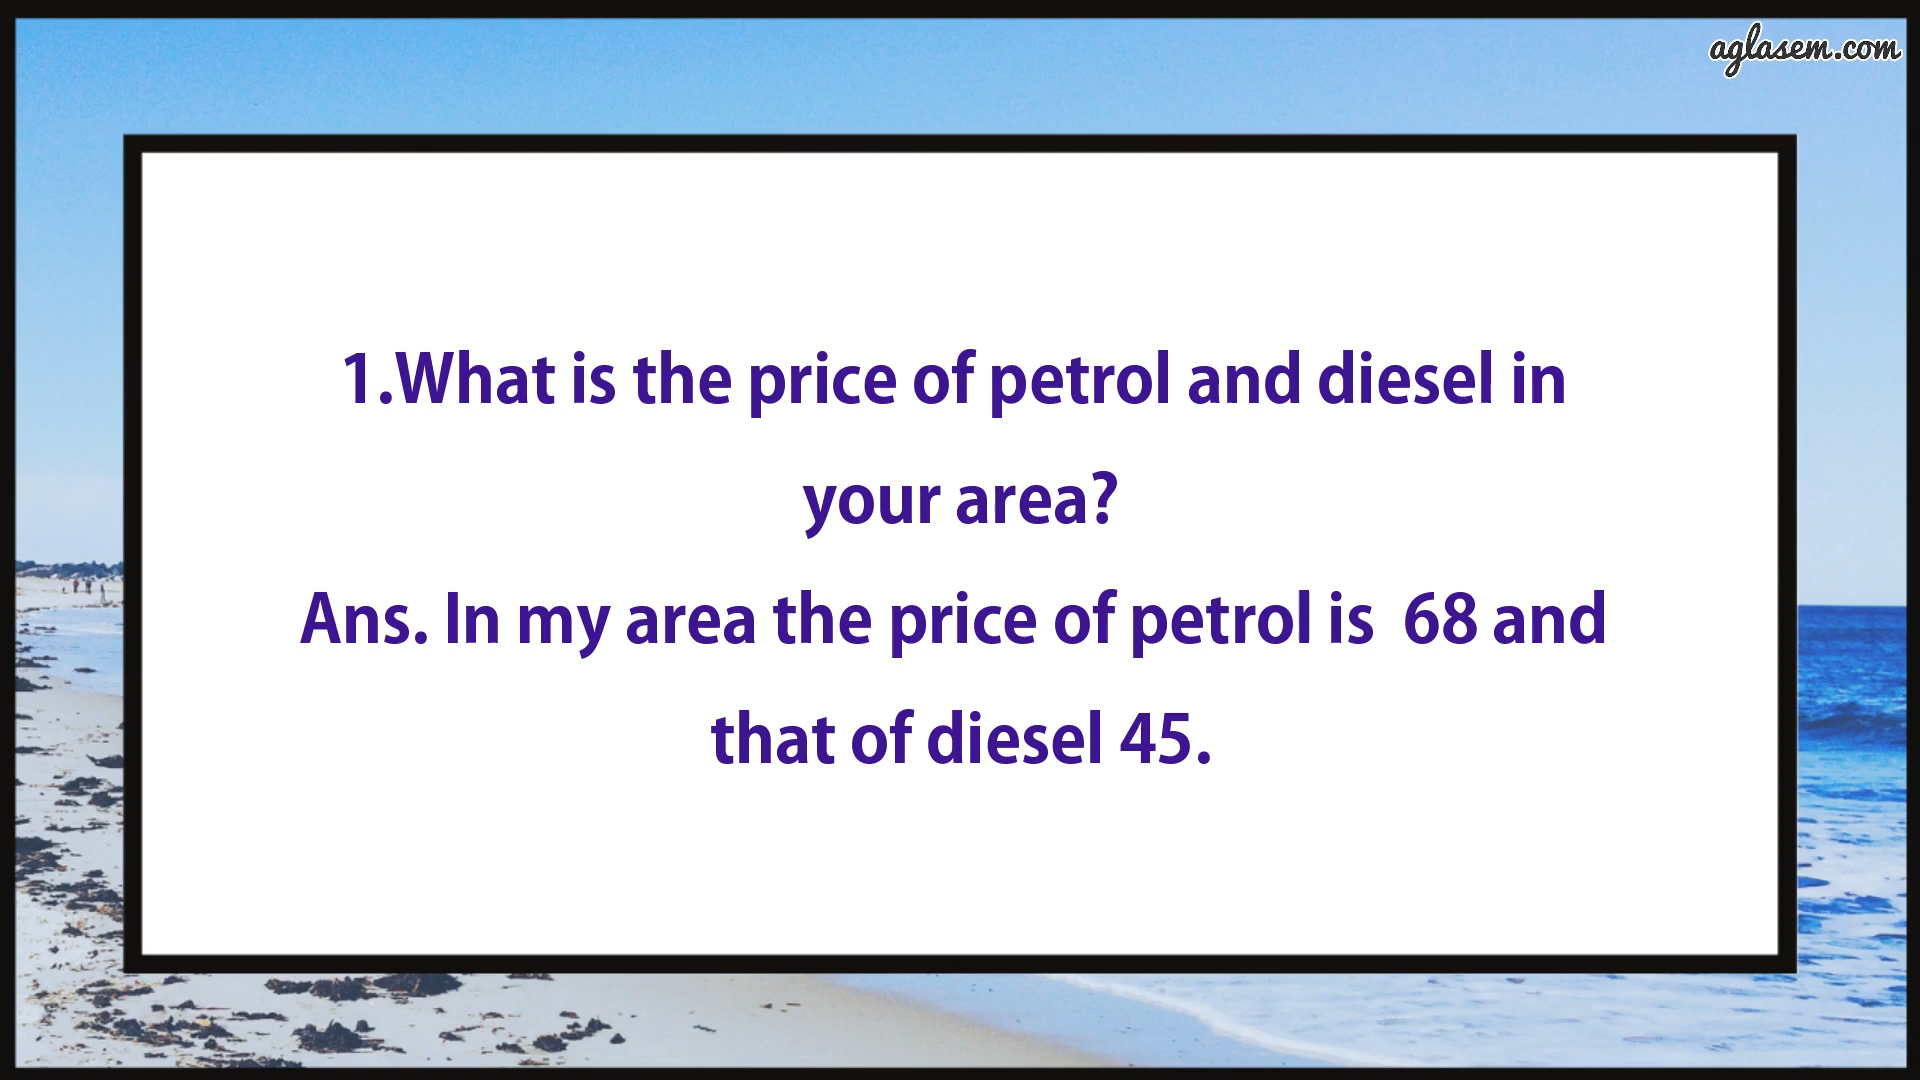 aglasem.com
1.What is the price of petrol and diesel in
your area?
Ans. In my area the price of petrol is  68 and
that of diesel 45.